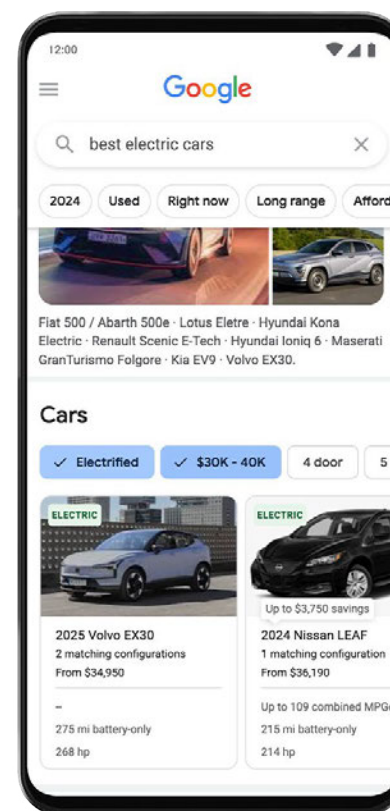 12:00
Google
best electric cars
2024 Used Right now Long range Afford
Fiat 500 / Abarth 500e · Lotus Eletre · Hyundai Kona
Electric · Renault Scenic E-Tech · Hyundai Ioniq 6 · Maserati
GranTurismo Folgore · Kia EV9 · Volvo EX30.
Cars
Electrified $30K - 40K 4 door 5
ELECTRIC
2025 Volvo EX30
2 matching configurations
From $34,950
–
275 mi battery-only
268 hp
ELECTRIC
Up to $3,750 savings
2024 Nissan LEAF
1 matching configuration
From $36,190
Up to 109 combined MPGe
215 mi battery-only
214 hp